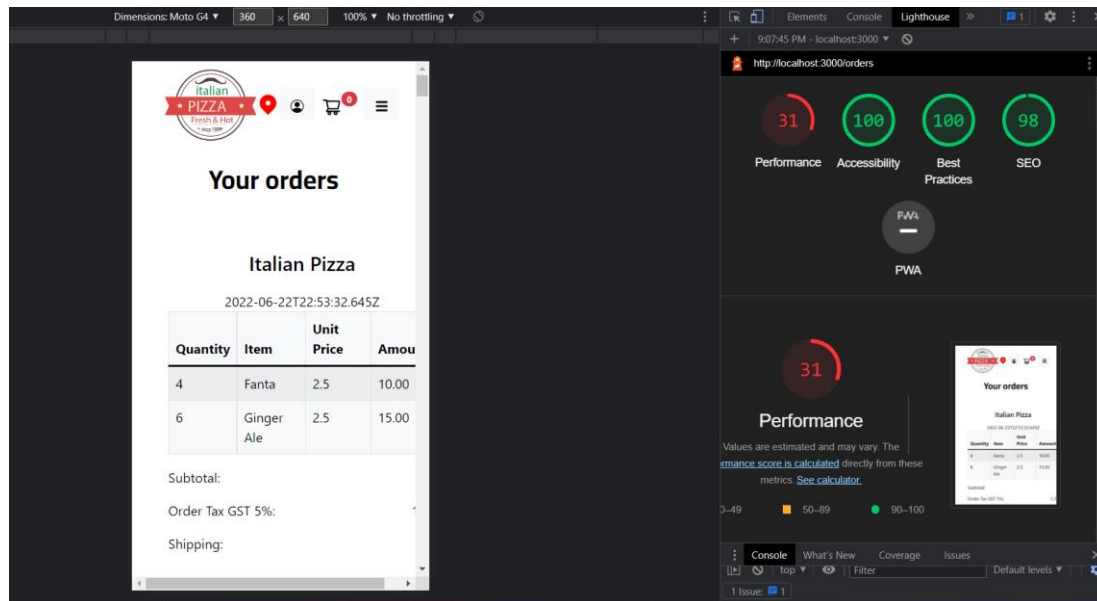 Dimensions: Moto G4 ▼ 360 x 640 100% ▼ No throttling ▼
Elements Console Lighthouse » 1
+ 9:07:45 PM - localhost:3000 ▼
http://localhost:3000/orders
italian
PIZZA
Fresh & Hot
0
Your orders
Italian Pizza
2022-06-22T22:53:32.645Z
Quantity Item Unit Price Amou
4 Fanta 2.5 10.00
6 Ginger Ale 2.5 15.00
Subtotal:
Order Tax GST 5%: 1
Shipping:
31 100 100 98
Performance Accessibility Best Practices SEO
PWA
PWA
31
Performance
Values are estimated and may vary. The
rmance score is calculated directly from these
metrics. See calculator.
0–49 50–89 90–100
Your orders
Italian Pizza
Console What's New Coverage Issues
top ▼ Filter Default levels ▼
1 Issue: 1